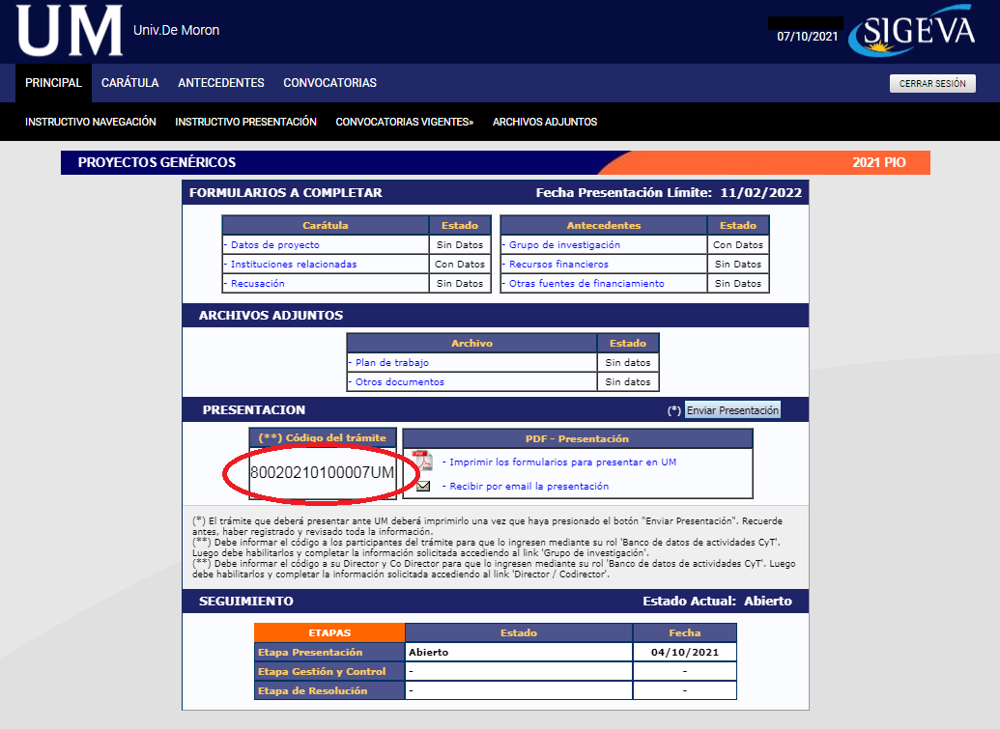 UM Univ.De Moron
07/10/2021 SIGEVA
PRINCIPAL CARÁTULA ANTECEDENTES CONVOCATORIAS CERRAR SESIÓN
INSTRUCTIVO NAVEGACIÓN INSTRUCTIVO PRESENTACIÓN CONVOCATORIAS VIGENTES» ARCHIVOS ADJUNTOS
PROYECTOS GENÉRICOS 2021 PIO
FORMULARIOS A COMPLETAR Fecha Presentación Límite: 11/02/2022
Carátula Estado
- Datos de proyecto Sin Datos
- Instituciones relacionadas Con Datos
- Recusación Sin Datos
Antecedentes Estado
- Grupo de investigación Con Datos
- Recursos financieros Sin Datos
- Otras fuentes de financiamiento Sin Datos
ARCHIVOS ADJUNTOS
Archivo Estado
- Plan de trabajo Sin datos
- Otros documentos Sin datos
PRESENTACION (*) Enviar Presentación
(**) Código del trámite
80020210100007UM
PDF - Presentación
- Imprimir los formularios para presentar en UM
- Recibir por email la presentación
(*) El trámite que deberá presentar ante UM deberá imprimirlo una vez que haya presionado el botón "Enviar Presentación". Recuerde
antes, haber registrado y revisado toda la información.
(**) Debe informar el código a los participantes del trámite para que lo ingresen mediante su rol 'Banco de datos de actividades CyT'.
Luego debe habilitarlos y completar la información solicitada accediendo al link 'Grupo de investigación'.
(**) Debe informar el código a su Director y Co Director para que lo ingresen mediante su rol 'Banco de datos de actividades CyT'. Luego
debe habilitarlos y completar la información solicitada accediendo al link 'Director / Codirector'.
SEGUIMIENTO Estado Actual: Abierto
ETAPAS Estado Fecha
Etapa Presentación Abierto 04/10/2021
Etapa Gestión y Control - -
Etapa de Resolución - -